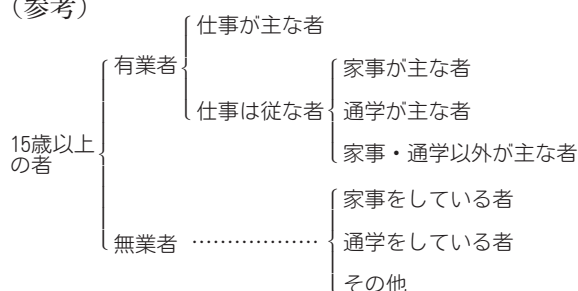 （参考）
仕事が主な者
有業者
家事が主な者
仕事は従な者
通学が主な者
15歳以上
の者
家事・通学以外が主な者
家事をしている者
無業者 ……………… 通学をしている者
その他